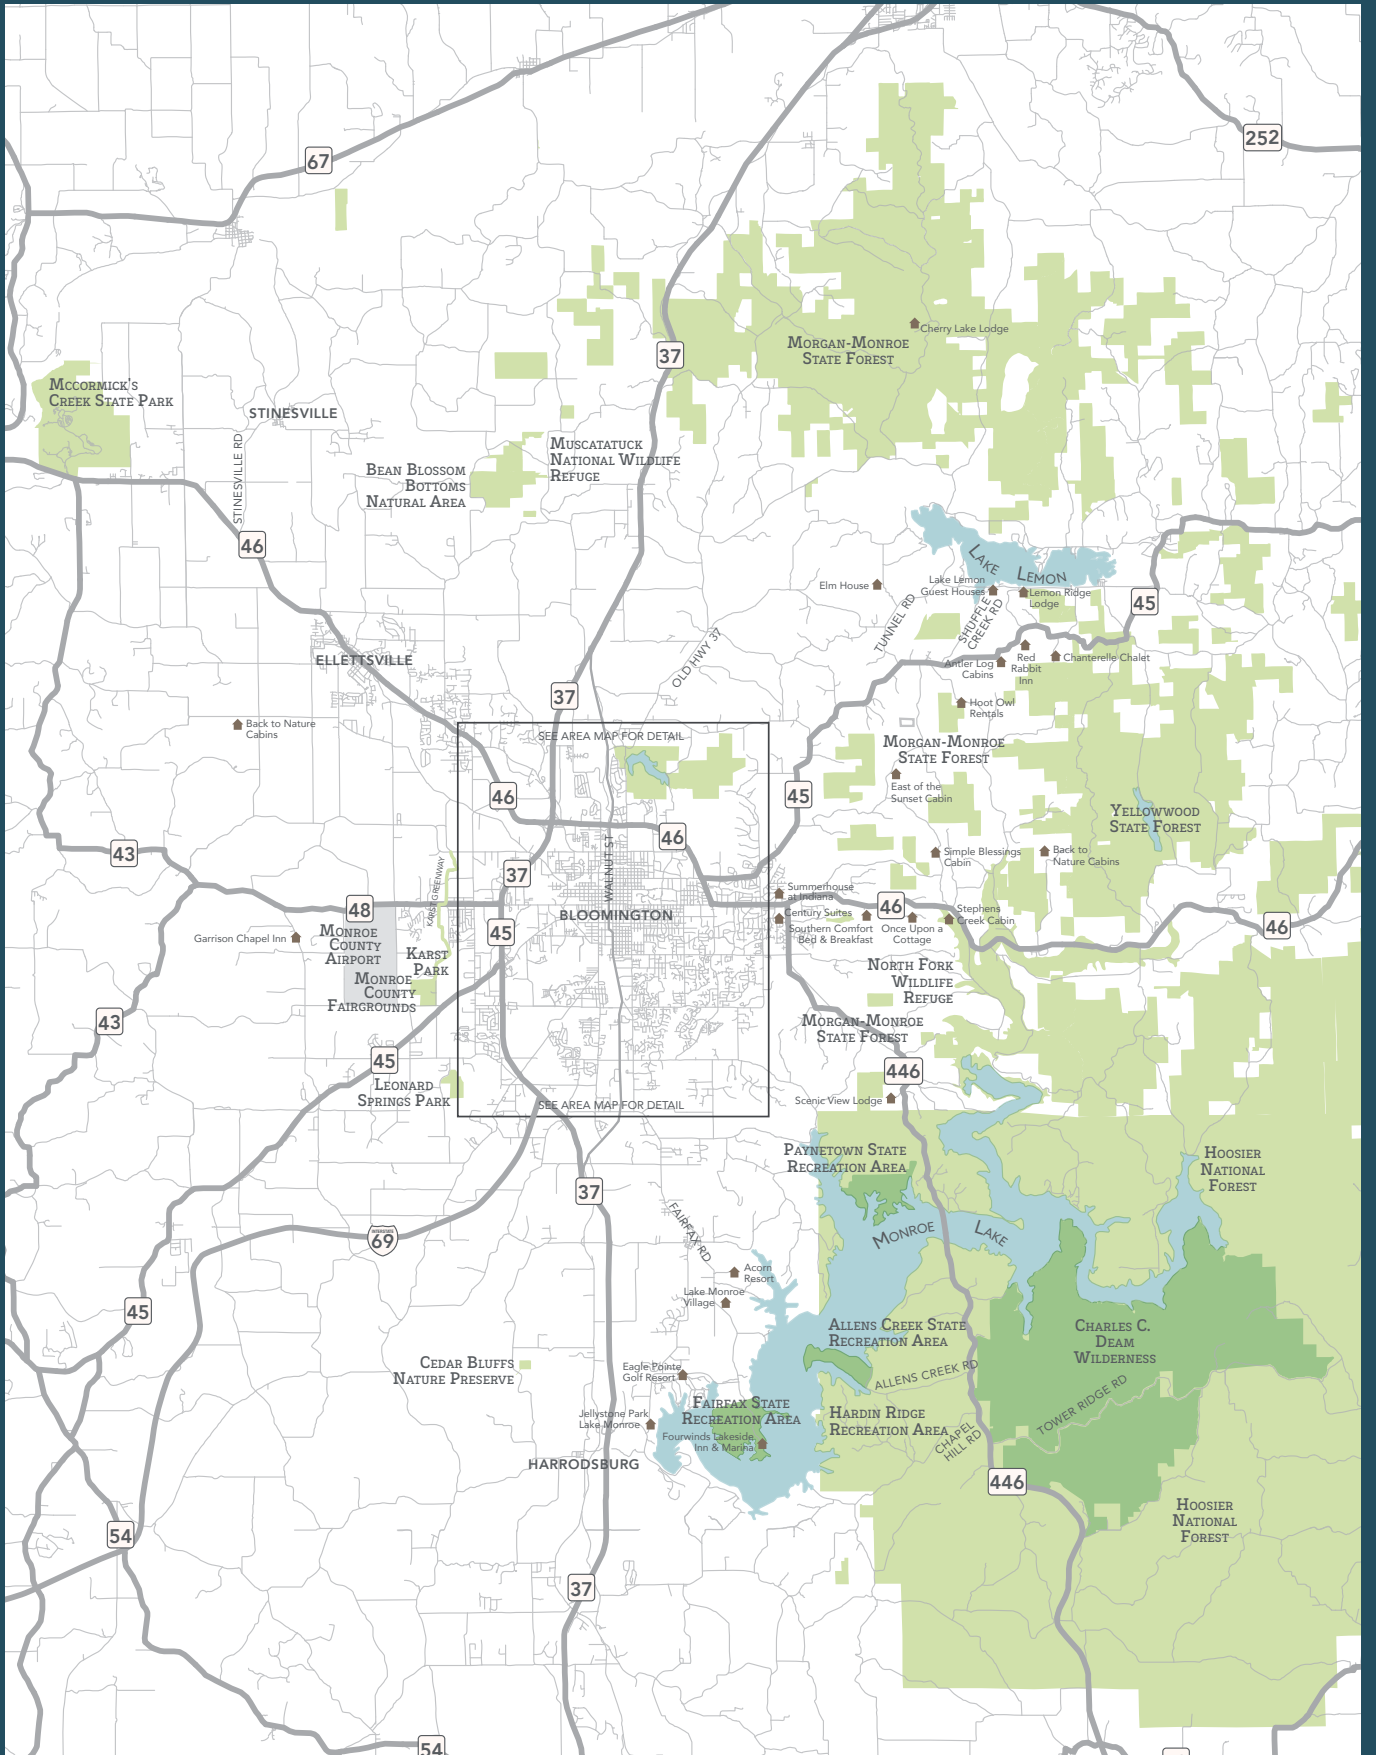 252
67
Cherry Lake Lodge
MORGAN-MONROE
STATE FOREST
37
MCCORMICK'S
CREEK STATE PARK
STINESVILLE
STINESVILLE RD
MUSCATATUCK
NATIONAL WILDLIFE
REFUGE
BEAN BLOSSOM
BOTTOMS
NATURAL AREA
46
LAKE LEMON
Elm House
Lake Lemon
Guest Houses
Lemon Ridge
Lodge
45
TUNNEL RD
SHUFFLE
CREEK RD
OLD HWY 37
ELLETTSVILLE
Antler Log
Cabins
Red
Rabbit
Inn
Chanterelle Chalet
37
Hoot Owl
Rentals
Back to Nature
Cabins
SEE AREA MAP FOR DETAIL
MORGAN-MONROE
STATE FOREST
East of the
Sunset Cabin
46
45
YELLOWWOOD
STATE FOREST
46
43
WALNUT ST
Simple Blessings
Cabin
Back to
Nature Cabins
37
KARST GREENWAY
Summerhouse
at Indiana
48
46
BLOOMINGTON
Century Suites
Southern Comfort
Bed & Breakfast
Once Upon a
Cottage
Stephens
Creek Cabin
46
45
Garrison Chapel Inn
MONROE
COUNTY
AIRPORT
KARST
PARK
MONROE
COUNTY
FAIRGROUNDS
NORTH FORK
WILDLIFE
REFUGE
43
MORGAN-MONROE
STATE FOREST
45
446
LEONARD
SPRINGS PARK
Scenic View Lodge
SEE AREA MAP FOR DETAIL
PAYNETOWN STATE
RECREATION AREA
HOOSIER
NATIONAL
FOREST
37
FAIRFAX RD
MONROE LAKE
INTERSTATE
69
Acorn
Resort
Lake Monroe
Village
45
ALLENS CREEK STATE
RECREATION AREA
CHARLES C.
DEAM
WILDERNESS
CEDAR BLUFFS
NATURE PRESERVE
Eagle Pointe
Golf Resort
ALLENS CREEK RD
TOWER RIDGE RD
FAIRFAX STATE
RECREATION AREA
Jellystone Park
Lake Monroe
HARDIN RIDGE
RECREATION AREA
Fourwinds Lakeside
Inn & Marina
CHAPEL
HILL RD
HARRODSBURG
446
HOOSIER
NATIONAL
FOREST
54
37
54